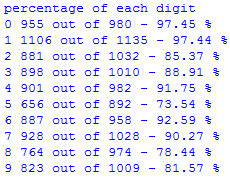 percentage of each digit
0 955 out of 980 - 97.45 %
1 1106 out of 1135 - 97.44 %
2 881 out of 1032 - 85.37 %
3 898 out of 1010 - 88.91 %
4 901 out of 982 - 91.75 %
5 656 out of 892 - 73.54 %
6 887 out of 958 - 92.59 %
7 928 out of 1028 - 90.27 %
8 764 out of 974 - 78.44 %
9 823 out of 1009 - 81.57 %